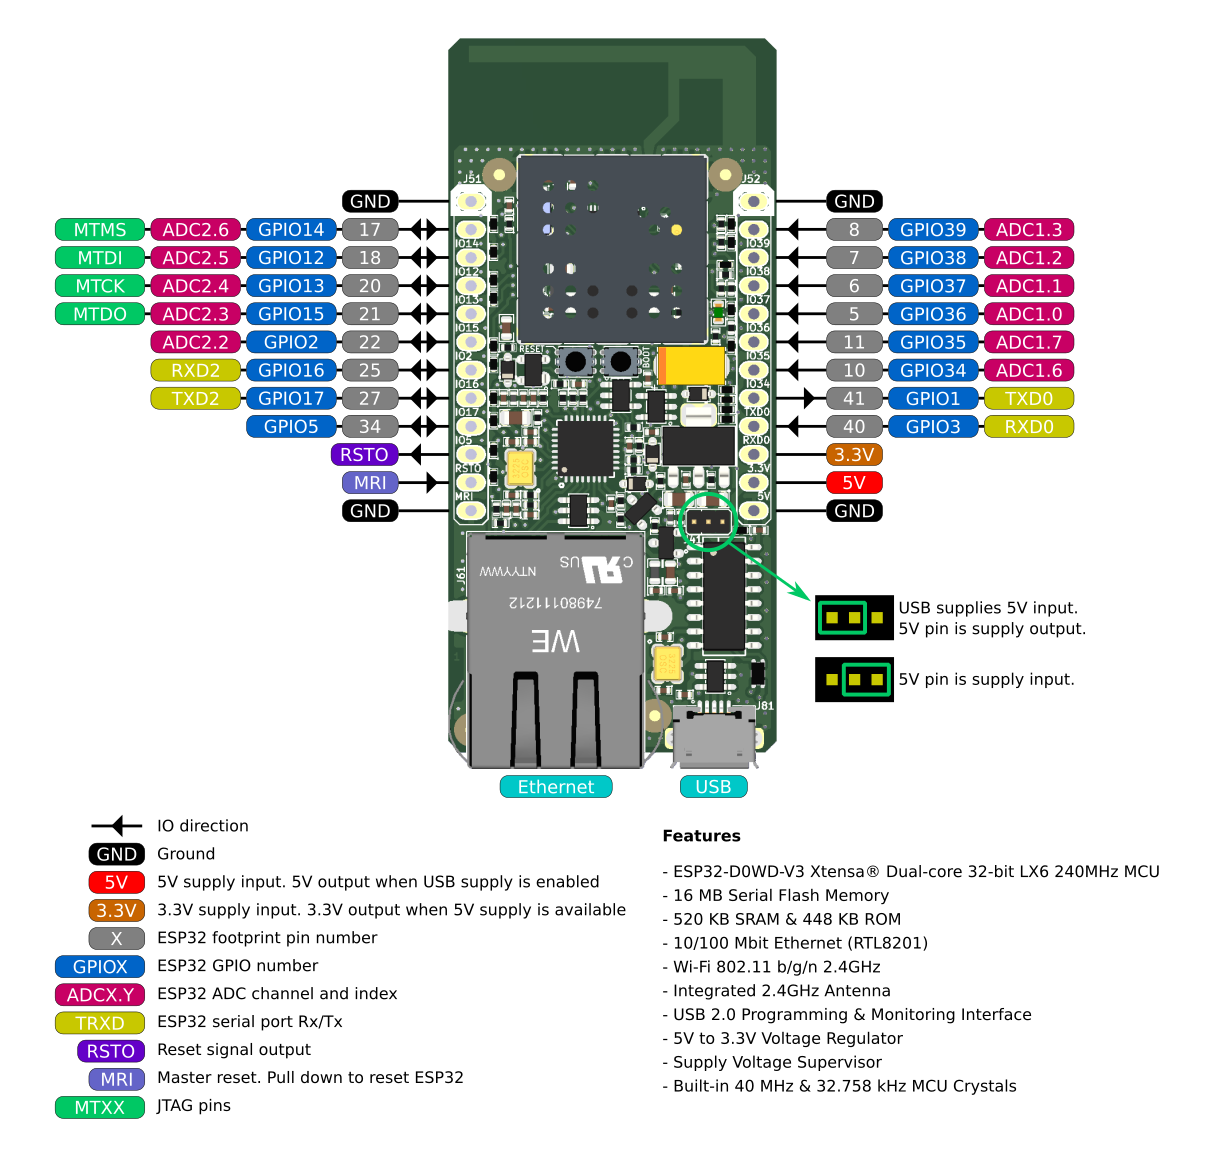 J51
J52
GND
GND
MTMS ADC2.6 GPIO14 17
IO14
8 GPIO39 ADC1.3
IO39
MTDI ADC2.5 GPIO12 18
IO12
7 GPIO38 ADC1.2
IO38
MTCK ADC2.4 GPIO13 20
IO13
6 GPIO37 ADC1.1
IO37
MTDO ADC2.3 GPIO15 21
IO15
5 GPIO36 ADC1.0
IO36
ADC2.2 GPIO2 22
IO2
RESET
BOOT
11 GPIO35 ADC1.7
IO35
RXD2 GPIO16 25
IO16
10 GPIO34 ADC1.6
IO34
TXD2 GPIO17 27
IO17
41 GPIO1 TXD0
TXD0
GPIO5 34
IO5
40 GPIO3 RXD0
RXD0
RSTO
RSTO
3.3V
3.3V
MRI
MRI
5V
5V
GND
GND
J41
J61
C US
NTYYWW
74980111212
WE
J81
USB supplies 5V input.
5V pin is supply output.
5V pin is supply input.
Ethernet
USB
IO direction
GND Ground
5V 5V supply input. 5V output when USB supply is enabled
3.3V 3.3V supply input. 3.3V output when 5V supply is available
X ESP32 footprint pin number
GPIOX ESP32 GPIO number
ADCX.Y ESP32 ADC channel and index
TRXD ESP32 serial port Rx/Tx
RSTO Reset signal output
MRI Master reset. Pull down to reset ESP32
MTXX JTAG pins
Features
- ESP32-D0WD-V3 Xtensa® Dual-core 32-bit LX6 240MHz MCU
- 16 MB Serial Flash Memory
- 520 KB SRAM & 448 KB ROM
- 10/100 Mbit Ethernet (RTL8201)
- Wi-Fi 802.11 b/g/n 2.4GHz
- Integrated 2.4GHz Antenna
- USB 2.0 Programming & Monitoring Interface
- 5V to 3.3V Voltage Regulator
- Supply Voltage Supervisor
- Built-in 40 MHz & 32.758 kHz MCU Crystals